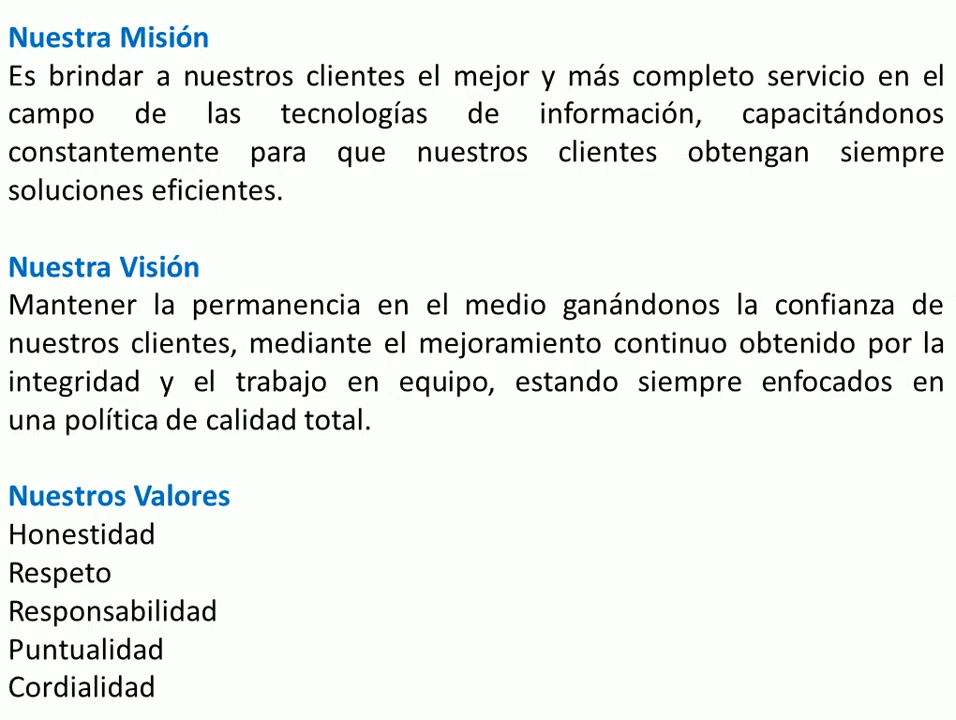 Nuestra Misión
Es brindar a nuestros clientes el mejor y más completo servicio en el
campo de las tecnologías de información, capacitándonos
constantemente para que nuestros clientes obtengan siempre
soluciones eficientes.
Nuestra Visión
Mantener la permanencia en el medio ganándonos la confianza de
nuestros clientes, mediante el mejoramiento continuo obtenido por la
integridad y el trabajo en equipo, estando siempre enfocados en
una política de calidad total.
Nuestros Valores
Honestidad
Respeto
Responsabilidad
Puntualidad
Cordialidad